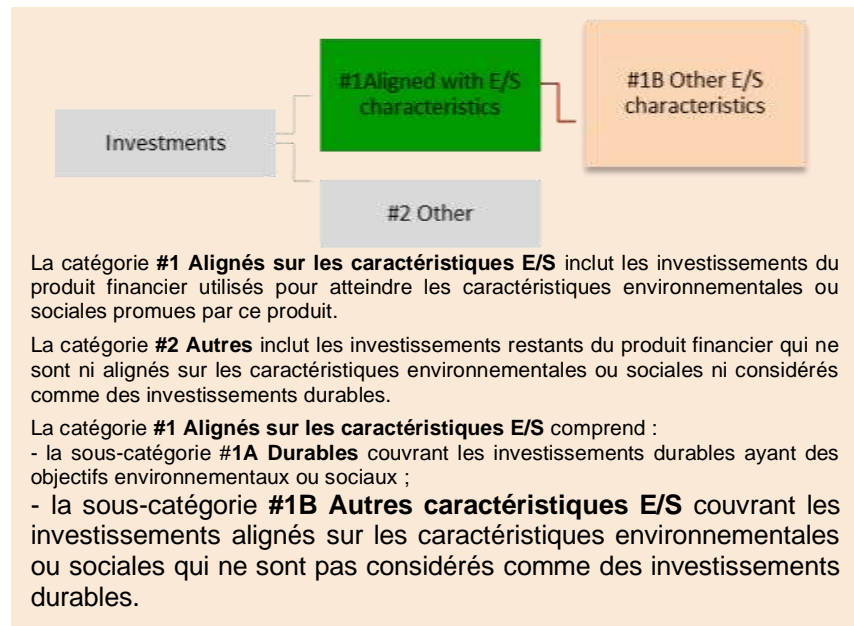 #1Aligned with E/S
characteristics
#1B Other E/S
characteristics
Investments
#2 Other
La catégorie #1 Alignés sur les caractéristiques E/S inclut les investissements du
produit financier utilisés pour atteindre les caractéristiques environnementales ou
sociales promues par ce produit.
La catégorie #2 Autres inclut les investissements restants du produit financier qui ne
sont ni alignés sur les caractéristiques environnementales ou sociales ni considérés
comme des investissements durables.
La catégorie #1 Alignés sur les caractéristiques E/S comprend :
- la sous-catégorie #1A Durables couvrant les investissements durables ayant des
objectifs environnementaux ou sociaux ;
- la sous-catégorie #1B Autres caractéristiques E/S couvrant les
investissements alignés sur les caractéristiques environnementales
ou sociales qui ne sont pas considérés comme des investissements
durables.